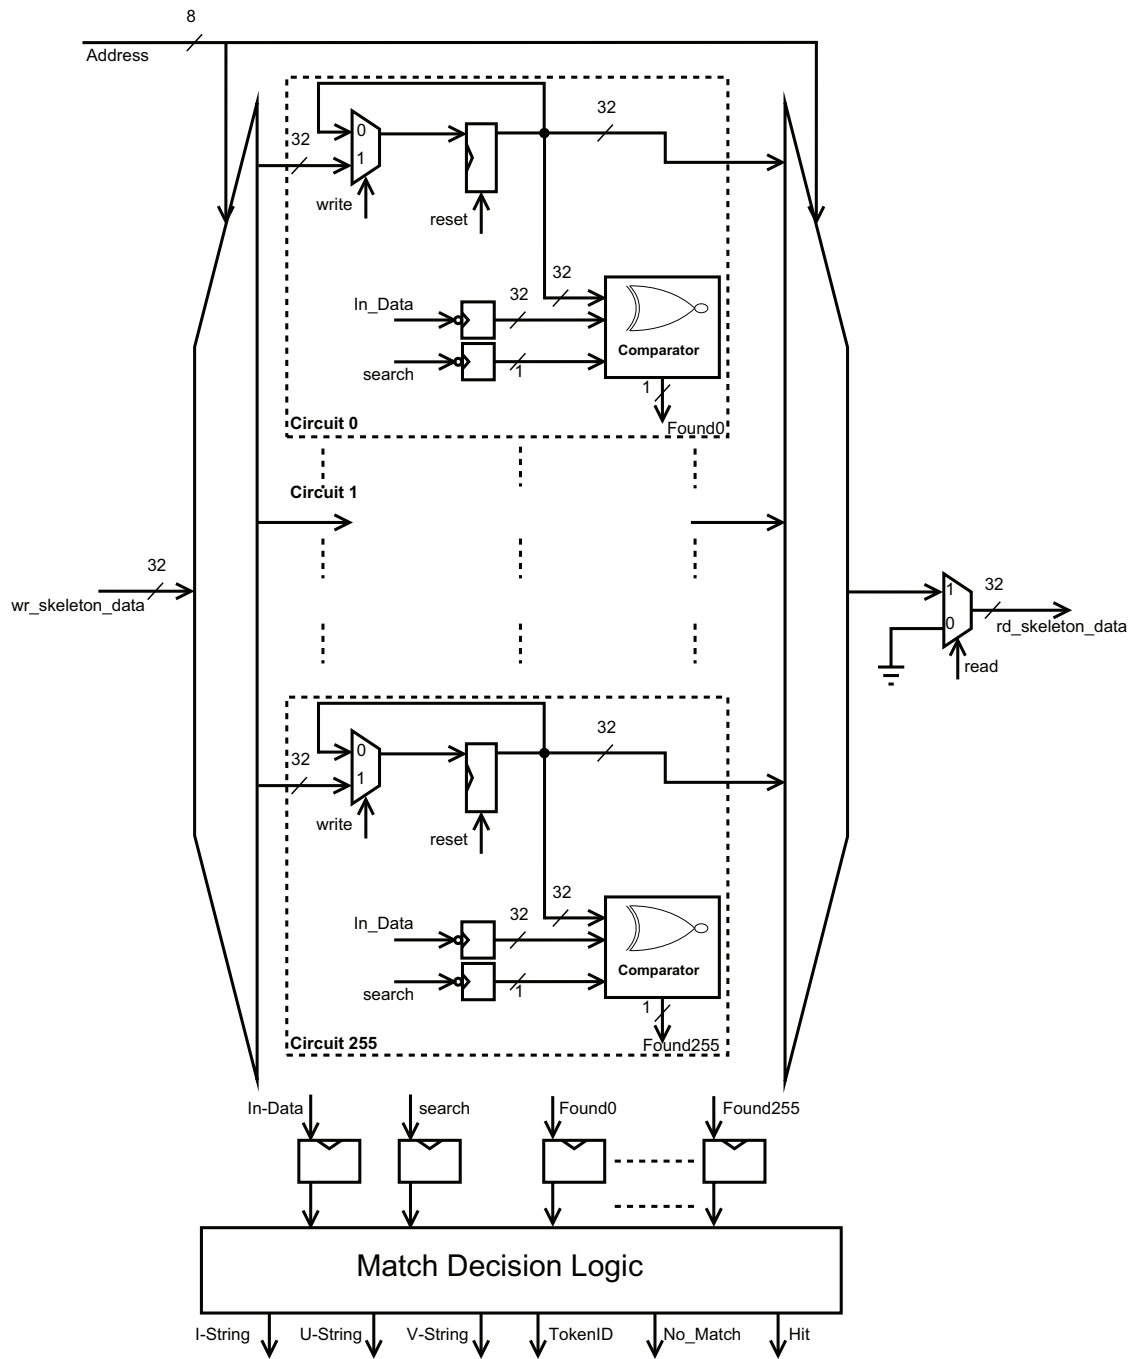 8
Address
32
32
0
1
write
reset
32
In_Data
32
search
1
Comparator
1
Found0
Circuit 0
Circuit 1
32
wr_skeleton_data
1
0
32
rd_skeleton_data
read
32
32
0
1
write
reset
32
In_Data
32
search
1
Comparator
1
Found255
Circuit 255
In-Data
search
Found0
Found255
Match Decision Logic
I-String
U-String
V-String
TokenID
No_Match
Hit